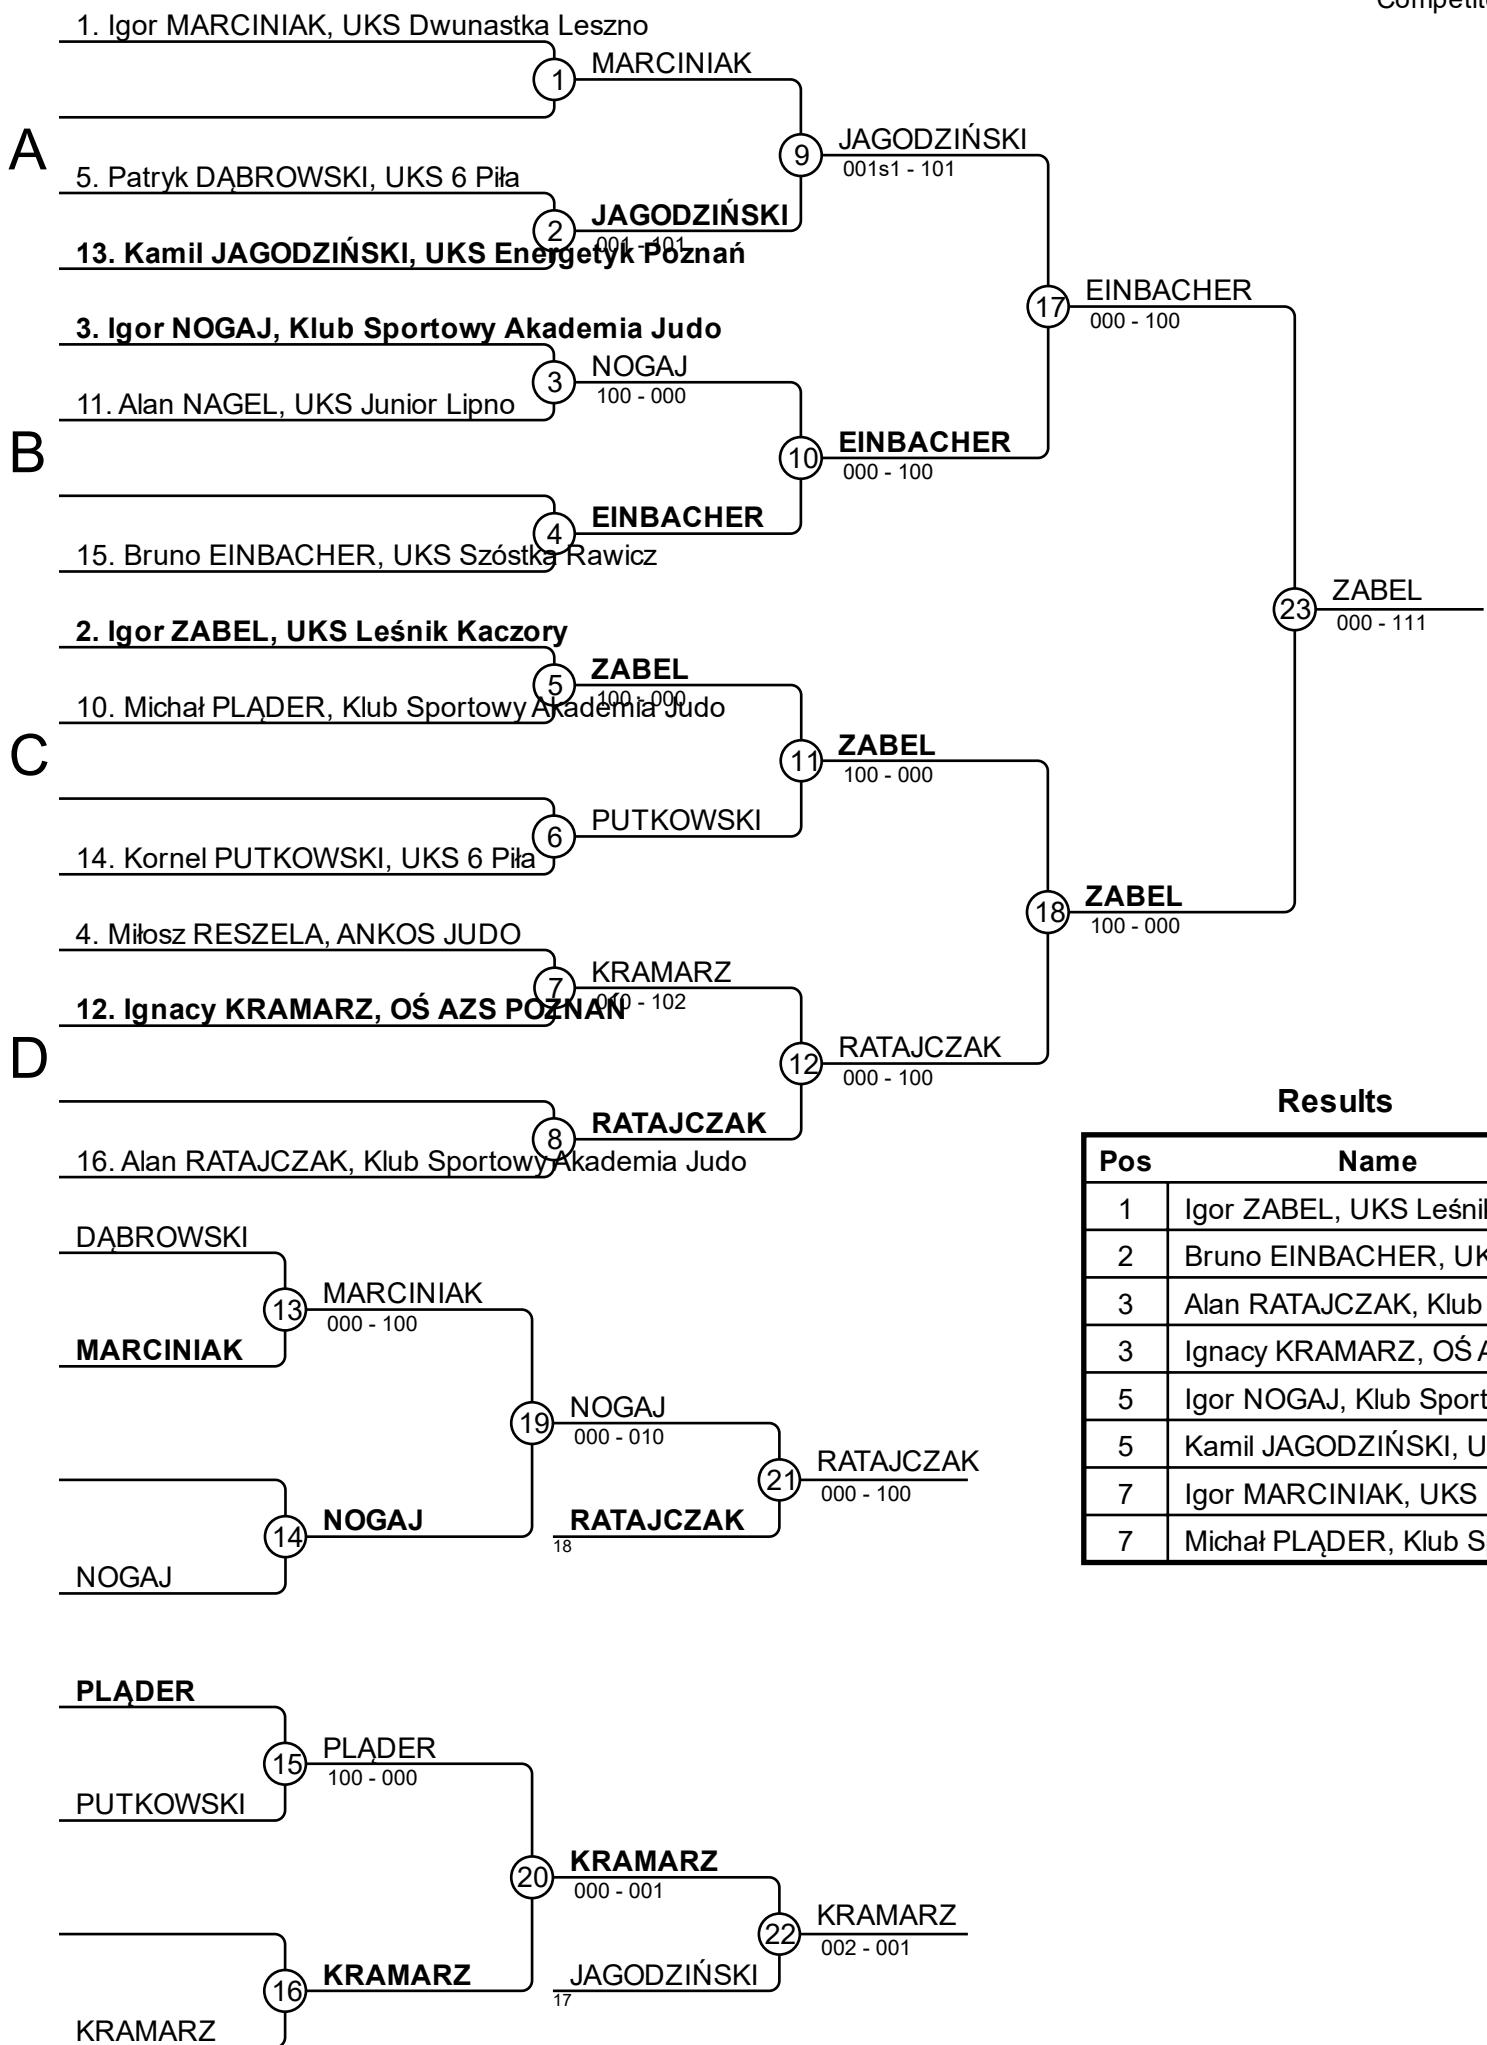 Competit
1. Igor MARCINIAK, UKS Dwunastka Leszno
1 MARCINIAK
A
9 JAGODZIŃSKI
001s1 - 101
5. Patryk DĄBROWSKI, UKS 6 Piła
2 JAGODZIŃSKI
001 - 101
13. Kamil JAGODZIŃSKI, UKS Energetyk Poznań
17 EINBACHER
000 - 100
3. Igor NOGAJ, Klub Sportowy Akademia Judo
3 NOGAJ
100 - 000
11. Alan NAGEL, UKS Junior Lipno
B
10 EINBACHER
000 - 100
4 EINBACHER
15. Bruno EINBACHER, UKS Szóstka Rawicz
23 ZABEL
000 - 111
2. Igor ZABEL, UKS Leśnik Kaczory
5 ZABEL
100 - 000
10. Michał PLĄDER, Klub Sportowy Akademia Judo
C
11 ZABEL
100 - 000
6 PUTKOWSKI
14. Kornel PUTKOWSKI, UKS 6 Piła
18 ZABEL
100 - 000
4. Miłosz RESZELA, ANKOS JUDO
7 KRAMARZ
010 - 102
12. Ignacy KRAMARZ, OŚ AZS POZNAŃ
D
12 RATAJCZAK
000 - 100
8 RATAJCZAK
16. Alan RATAJCZAK, Klub Sportowy Akademia Judo
Results
Pos Name
1 Igor ZABEL, UKS Leśni
2 Bruno EINBACHER, UK
3 Alan RATAJCZAK, Klub
3 Ignacy KRAMARZ, OŚ A
5 Igor NOGAJ, Klub Sport
5 Kamil JAGODZIŃSKI, U
7 Igor MARCINIAK, UKS
7 Michał PLĄDER, Klub S
DĄBROWSKI
13 MARCINIAK
000 - 100
MARCINIAK
19 NOGAJ
000 - 010
21 RATAJCZAK
000 - 100
14 NOGAJ
RATAJCZAK
18
NOGAJ
PLĄDER
15 PLĄDER
100 - 000
PUTKOWSKI
20 KRAMARZ
000 - 001
22 KRAMARZ
002 - 001
16 KRAMARZ
JAGODZIŃSKI
17
KRAMARZ